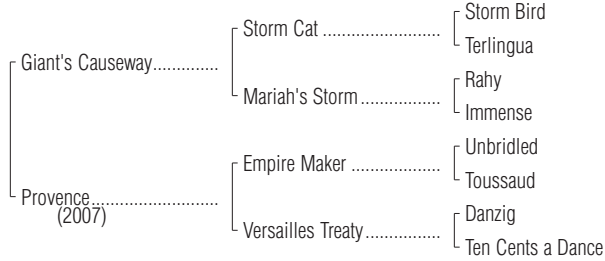 Storm Bird
Storm Cat ..........................
Terlingua
Giant's Causeway..............
Rahy
Mariah's Storm .................
Immense
Unbridled
Empire Maker ...................
Toussaud
Provence...........................
(2007)
Danzig
Versailles Treaty................
Ten Cents a Dance